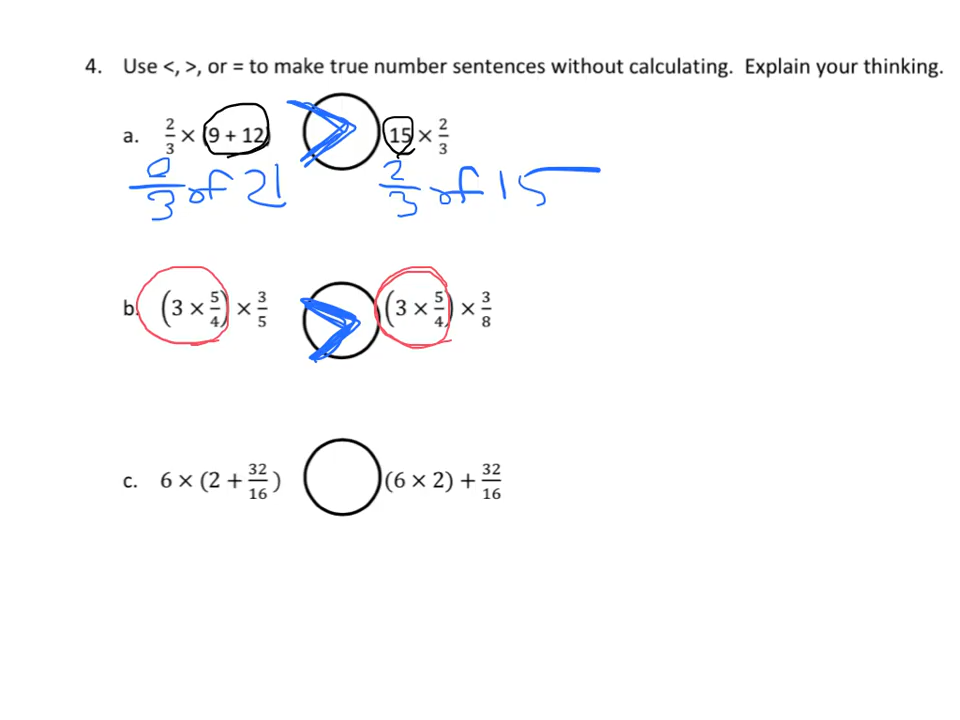 4. Use <, >, or = to make true number sentences without calculating. Explain your thinking.
a. 2/3 × (9 + 12) > 15 × 2/3
2/3 of 21 2/3 of 15
b. (3 × 5/4) × 3/5 > (3 × 5/4) × 3/8
c. 6 × (2 + 32/16) (6 × 2) + 32/16